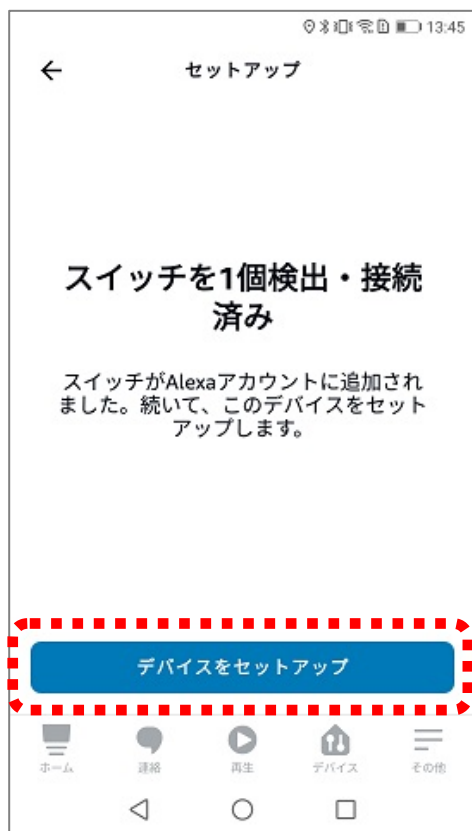 13:45
セットアップ
スイッチを1個検出・接続
済み
スイッチがAlexaアカウントに追加され
ました。続いて、このデバイスをセット
アップします。
デバイスをセットアップ
ホーム 連絡 再生 デバイス その他